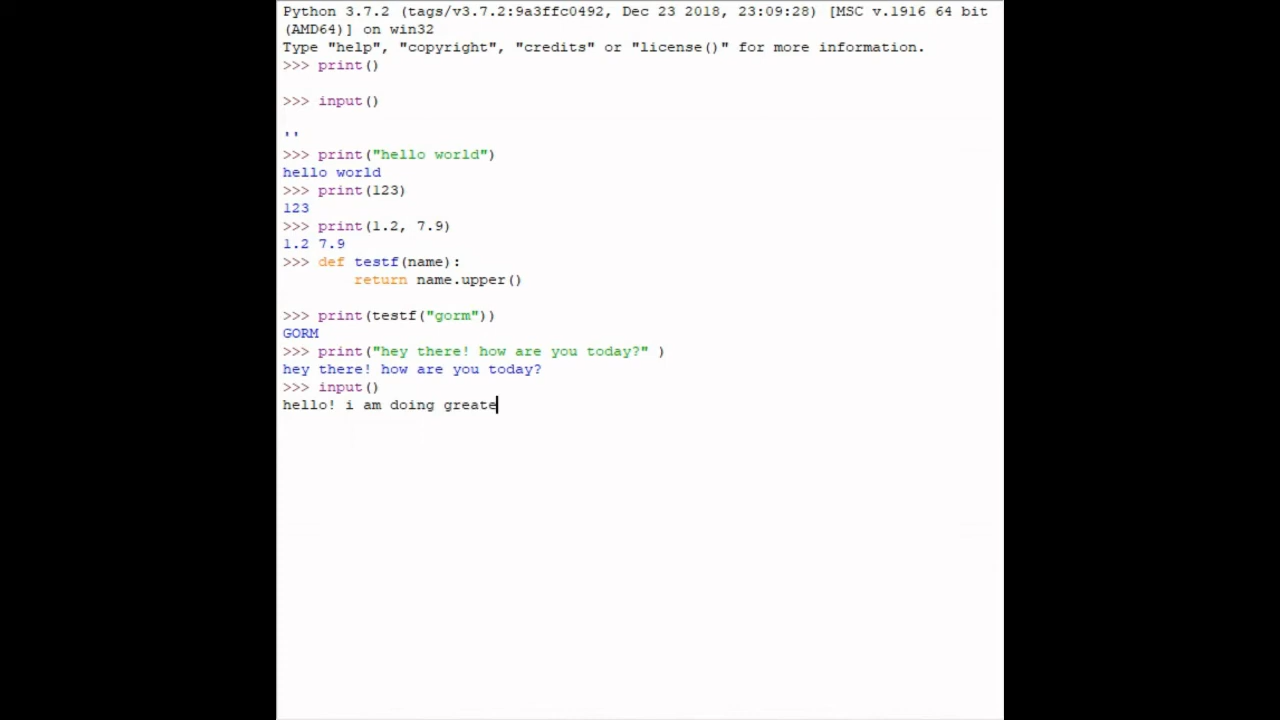 Python 3.7.2 (tags/v3.7.2:9a3ffc0492, Dec 23 2018, 23:09:28) [MSC v.1916 64 bit
(AMD64)] on win32
Type "help", "copyright", "credits" or "license()" for more information.
>>> print()
>>> input()
''
>>> print("hello world")
hello world
>>> print(123)
123
>>> print(1.2, 7.9)
1.2 7.9
>>> def testf(name):
        return name.upper()
>>> print(testf("gorm"))
GORM
>>> print("hey there! how are you today?" )
hey there! how are you today?
>>> input()
hello! i am doing greate